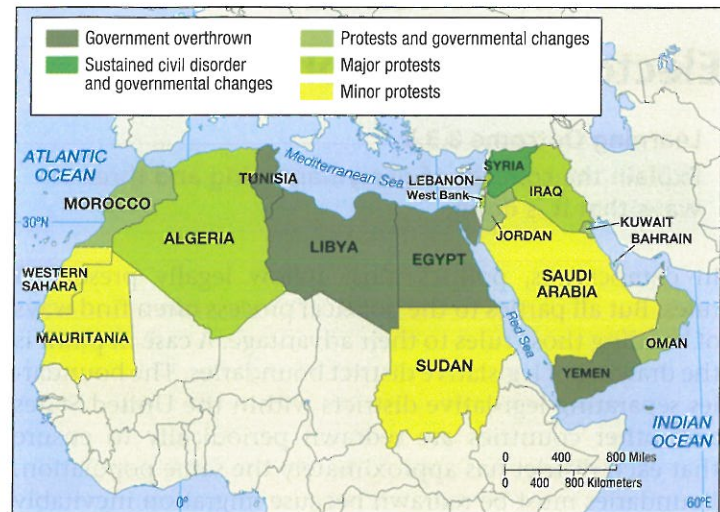 Government overthrown
Sustained civil disorder
and governmental changes
Protests and governmental changes
Major protests
Minor protests
ATLANTIC
OCEAN
Mediterranean Sea
TUNISIA
MOROCCO
30°N
ALGERIA
LIBYA
EGYPT
WESTERN
SAHARA
MAURITANIA
SUDAN
Red Sea
SYRIA
LEBANON
West Bank
IRAQ
JORDAN
KUWAIT
BAHRAIN
SAUDI
ARABIA
OMAN
YEMEN
INDIAN
OCEAN
0 400 800 Miles
0 400 800 Kilometers
0°
60°E